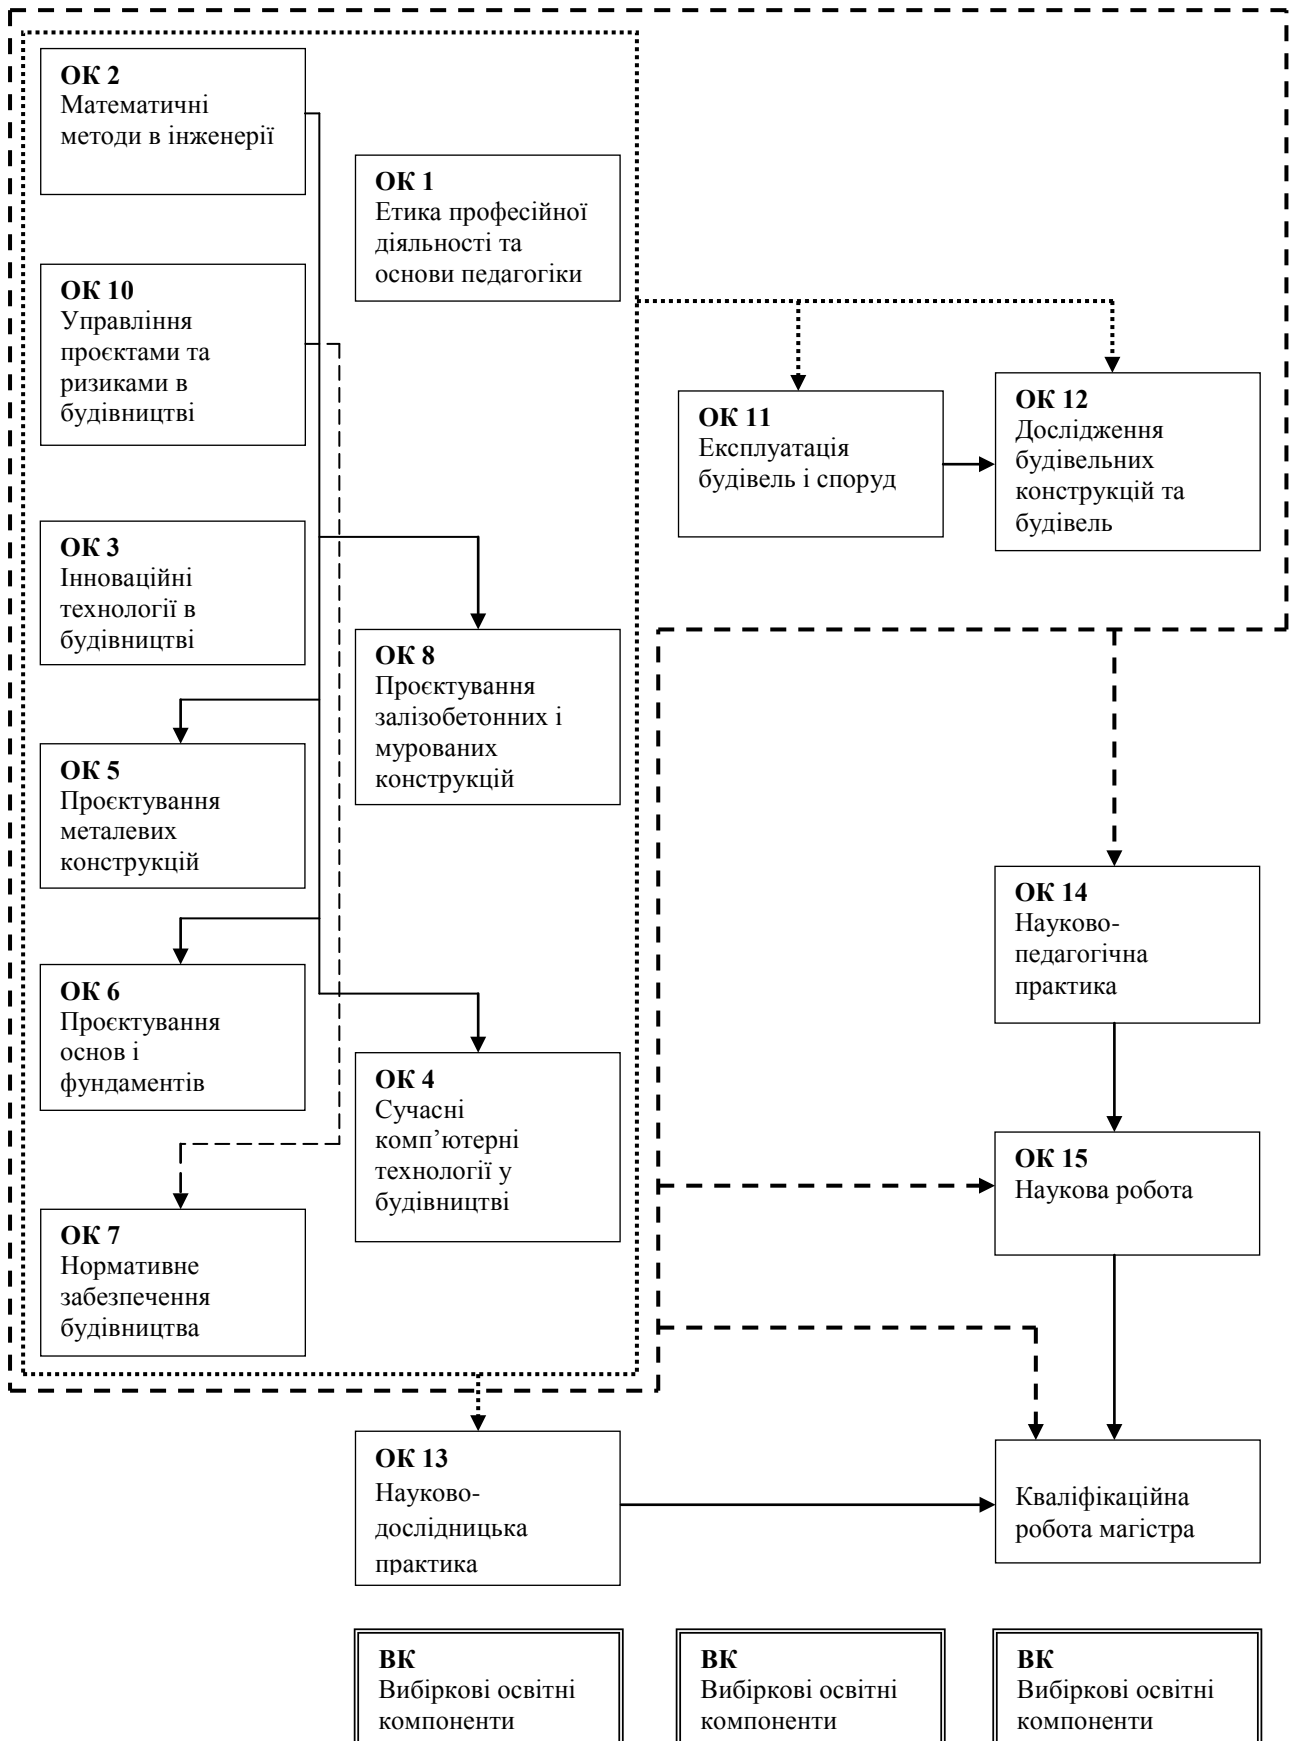 ОК 2
Математичні
методи в інженерії
ОК 1
Етика професійної
діяльності та
основи педагогіки
ОК 10
Управління
проєктами та
ризиками в
будівництві
ОК 11
Експлуатація
будівель і споруд
ОК 12
Дослідження
будівельних
конструкцій та
будівель
ОК 3
Інноваційні
технології в
будівництві
ОК 8
Проєктування
залізобетонних і
мурованих
конструкцій
ОК 5
Проєктування
металевих
конструкцій
ОК 14
Науково-
педагогічна
практика
ОК 6
Проєктування
основ і
фундаментів
ОК 4
Сучасні
комп’ютерні
технології у
будівництві
ОК 15
Наукова робота
ОК 7
Нормативне
забезпечення
будівництва
ОК 13
Науково-
дослідницька
практика
Кваліфікаційна
робота магістра
ВК
Вибіркові освітні
компоненти
ВК
Вибіркові освітні
компоненти
ВК
Вибіркові освітні
компоненти